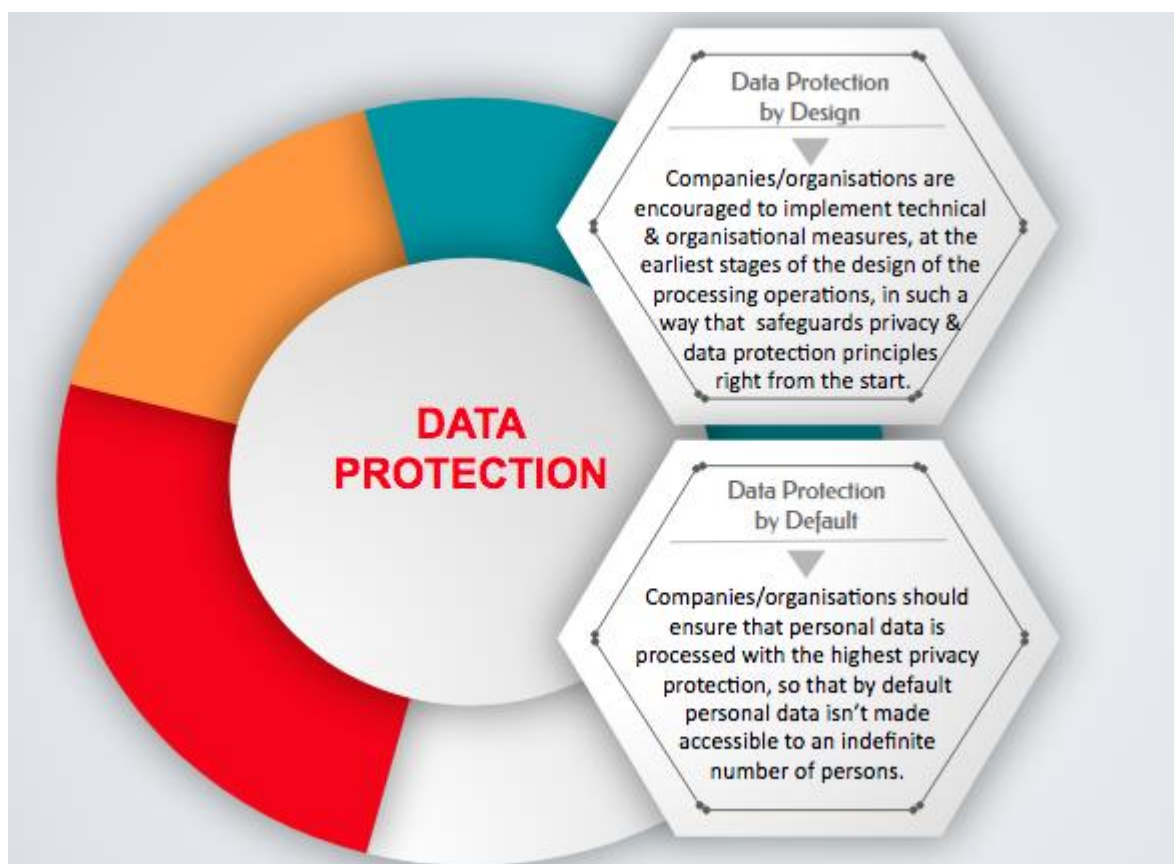 DATA
PROTECTION
Data Protection
by Design
Companies/organisations are
encouraged to implement technical
& organisational measures, at the
earliest stages of the design of the
processing operations, in such a
way that safeguards privacy &
data protection principles
right from the start.
Data Protection
by Default
Companies/organisations should
ensure that personal data is
processed with the highest privacy
protection, so that by default
personal data isn’t made
accessible to an indefinite
number of persons.